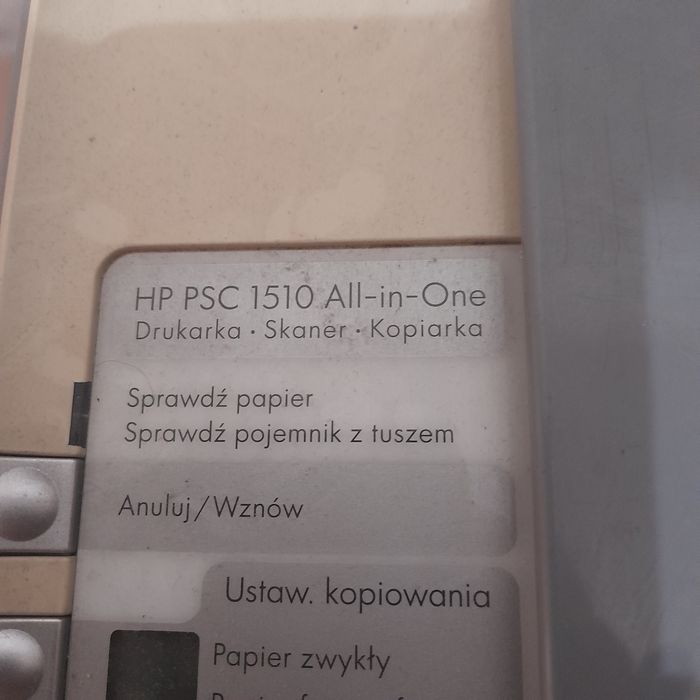 HP PSC 1510 All-in-One
Drukarka · Skaner · Kopiarka
Sprawdź papier
Sprawdź pojemnik z tuszem
Anuluj/Wznów
Ustaw. kopiowania
Papier zwykły